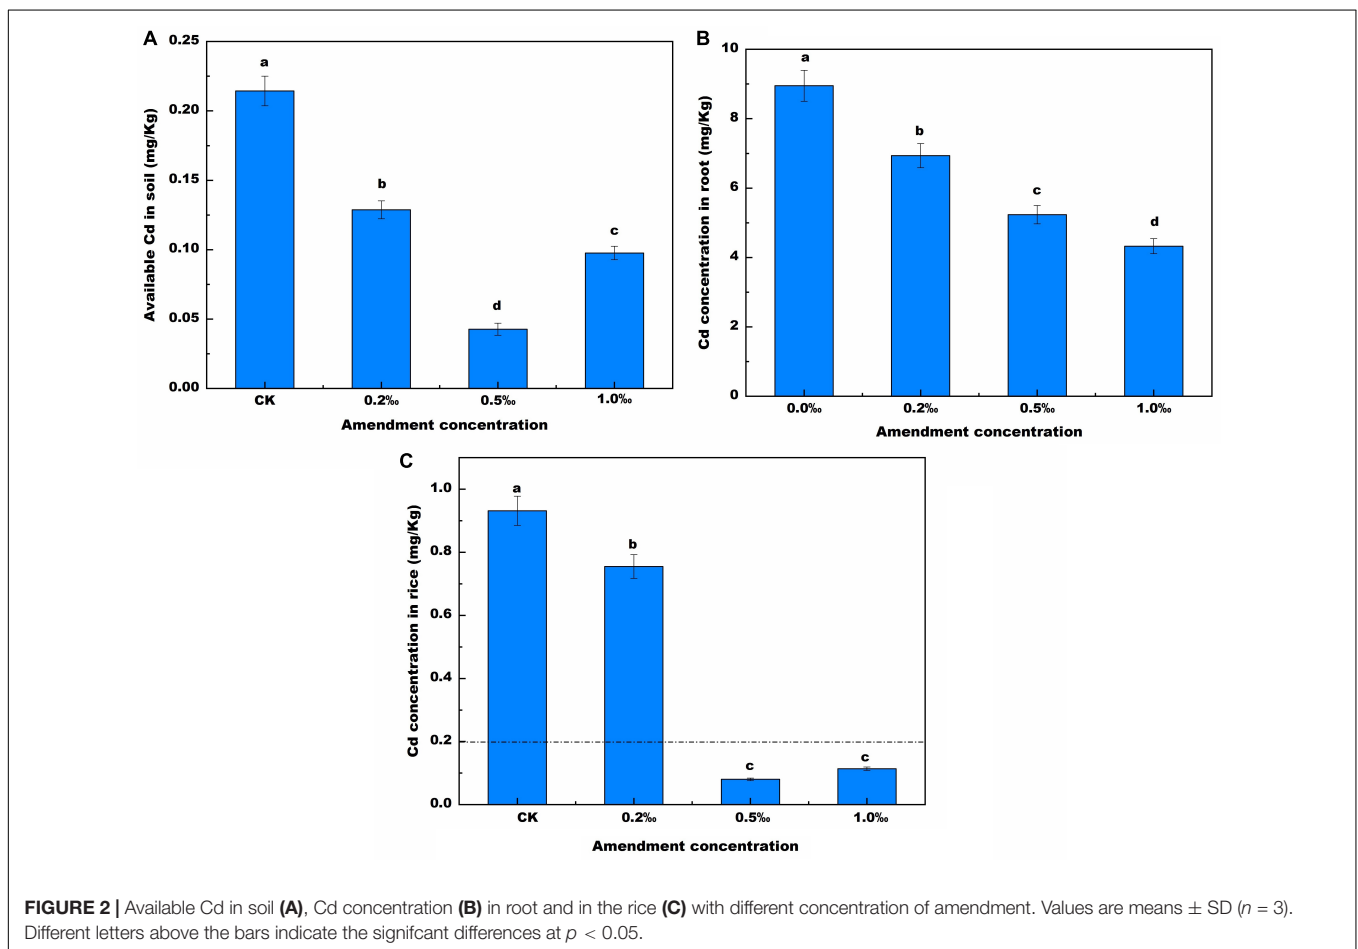 A
0.25
0.20
0.15
0.10
0.05
0.00
Available Cd in soil (mg/Kg)
a
b
d
c
CK 0.2‰ 0.5‰ 1.0‰
Amendment concentration
B
10
8
6
4
2
0
Cd concentration in root (mg/Kg)
a
b
c
d
0.0‰ 0.2‰ 0.5‰ 1.0‰
Amendment concentration
C
1.0
0.8
0.6
0.4
0.2
0.0
Cd concentration in rice (mg/Kg)
a
b
c
c
CK 0.2‰ 0.5‰ 1.0‰
Amendment concentration
FIGURE 2 | Available Cd in soil (A), Cd concentration (B) in root and in the rice (C) with different concentration of amendment. Values are means ± SD (n = 3).
Different letters above the bars indicate the signifcant differences at p < 0.05.